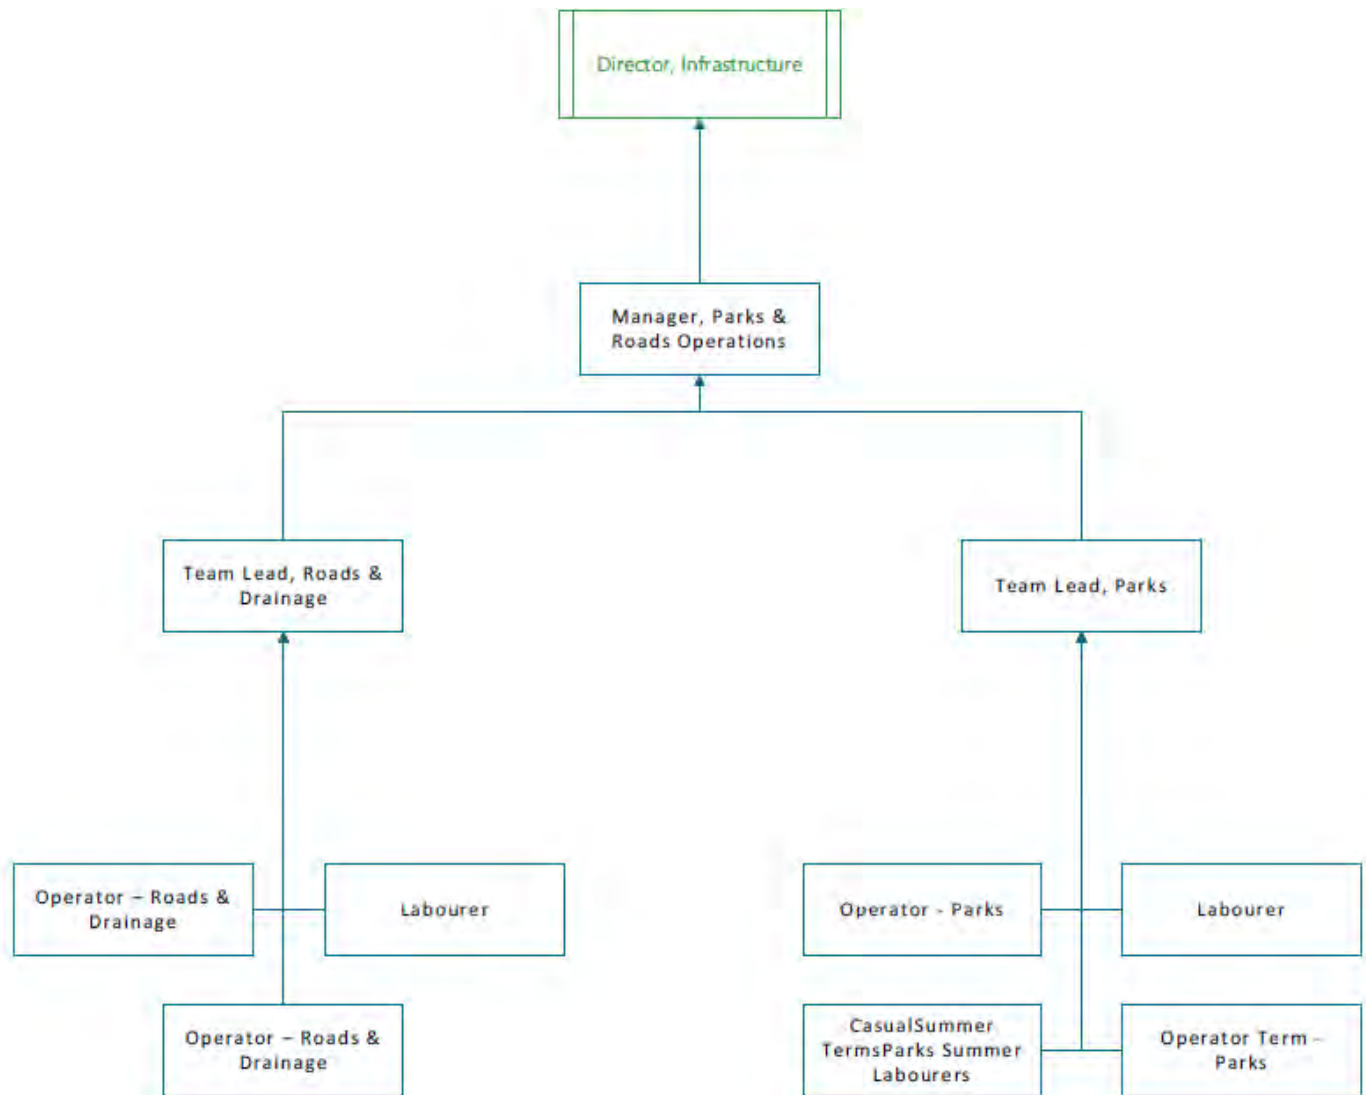 Director, Infrastructure
Manager, Parks &
Roads Operations
Team Lead, Roads &
Drainage
Team Lead, Parks
Operator – Roads &
Drainage
Labourer
Operator - Parks
Labourer
Operator – Roads &
Drainage
CasualSummer
TermsParks Summer
Labourers
Operator Term –
Parks